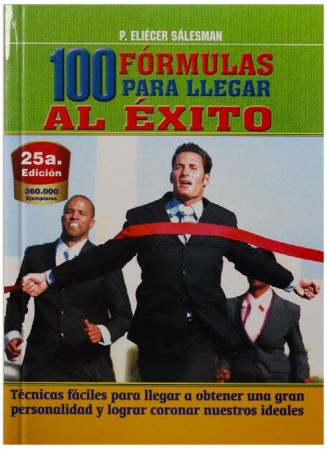 P. ELIÉCER SÁLESMAN
100 FÓRMULAS
PARA LLEGAR
AL ÉXITO
25a.
Edición
360.000
Ejemplares
Técnicas fáciles para llegar a obtener una gran
personalidad y lograr coronar nuestros ideales